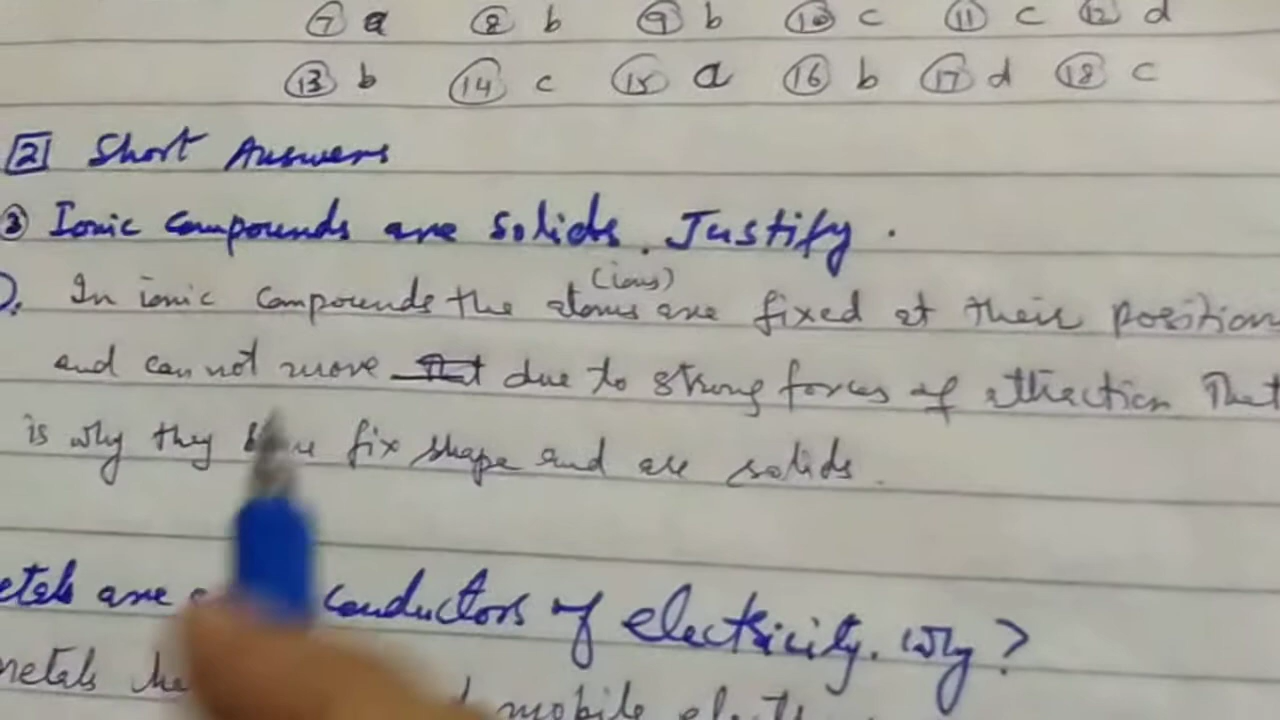 7 a 8 b 9 b 10 c 11 c 12 d
13 b 14 c 15 a 16 b 17 d 18 c
2 Short Answers
3 Ionic Compounds are Solids. Justify.
(ions)
In ionic Compounds the atoms are fixed at their position
and can not move due to strong forces of attraction That
is why they fix shape and are solids.
are conductors of electricity. Why?
mobile